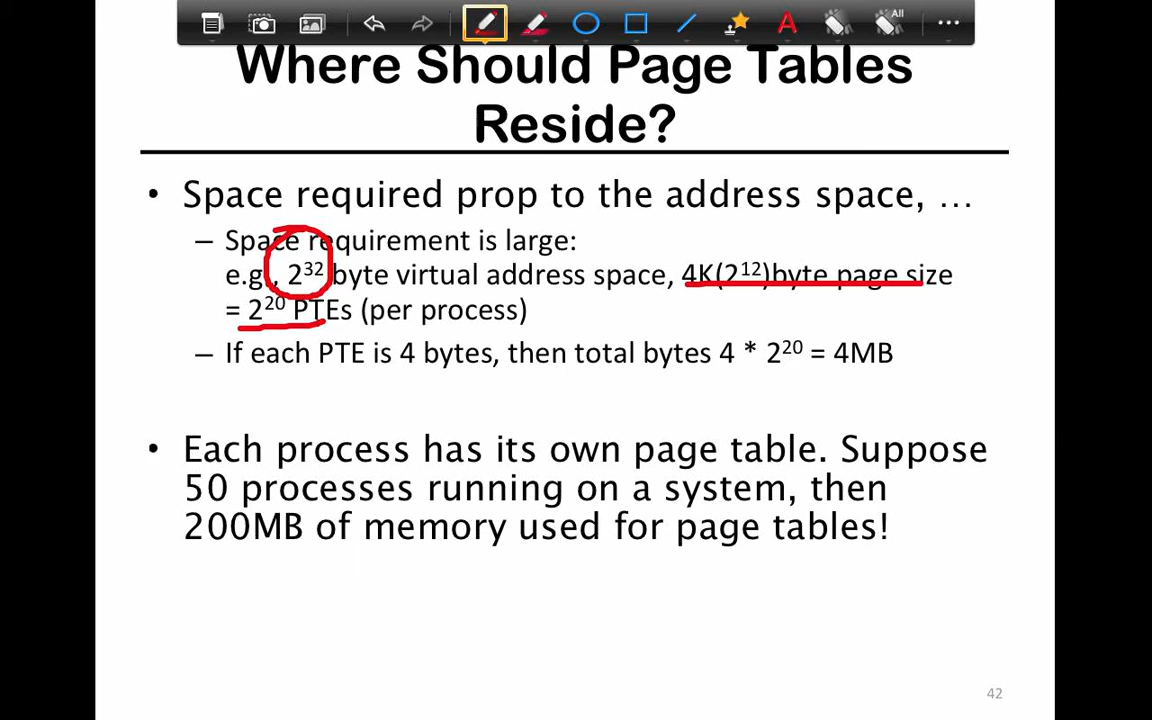 All
A
Where Should Page Tables
Reside?
• Space required prop to the address space, …
– Space requirement is large:
e.g., 2³² byte virtual address space, 4K(2¹²)byte page size
= 2²⁰ PTEs (per process)
– If each PTE is 4 bytes, then total bytes 4 * 2²⁰ = 4MB
• Each process has its own page table. Suppose
50 processes running on a system, then
200MB of memory used for page tables!
42